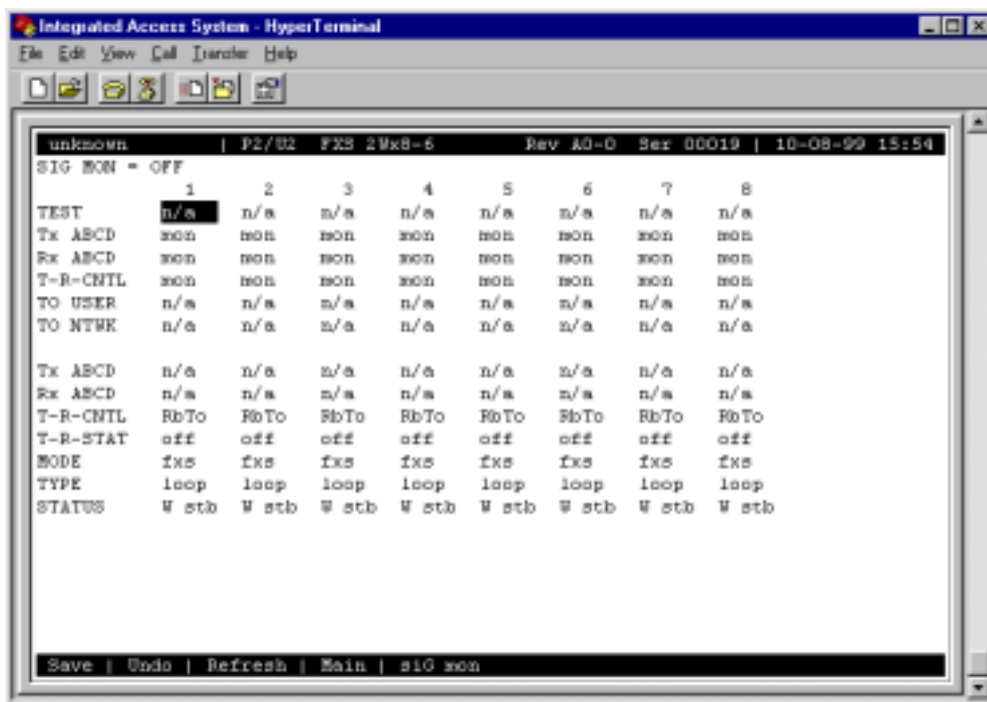 Integrated Access System - HyperTerminal
File Edit View Call Transfer Help
unknown | P2/U2 FXS 2Wx8-6 Rev A0-0 Ser 00019 | 10-08-99 15:54
SIG MON = OFF
1 2 3 4 5 6 7 8
TEST n/a n/a n/a n/a n/a n/a n/a n/a
Tx ABCD mon mon mon mon mon mon mon mon
Rx ABCD mon mon mon mon mon mon mon mon
T-R-CNTL mon mon mon mon mon mon mon mon
TO USER n/a n/a n/a n/a n/a n/a n/a n/a
TO NTWK n/a n/a n/a n/a n/a n/a n/a n/a
Tx ABCD n/a n/a n/a n/a n/a n/a n/a n/a
Rx ABCD n/a n/a n/a n/a n/a n/a n/a n/a
T-R-CNTL RbTo RbTo RbTo RbTo RbTo RbTo RbTo RbTo
T-R-STAT off off off off off off off off
MODE fxs fxs fxs fxs fxs fxs fxs fxs
TYPE loop loop loop loop loop loop loop loop
STATUS W stb W stb W stb W stb W stb W stb W stb W stb
Save | Undo | Refresh | Main | siG mon